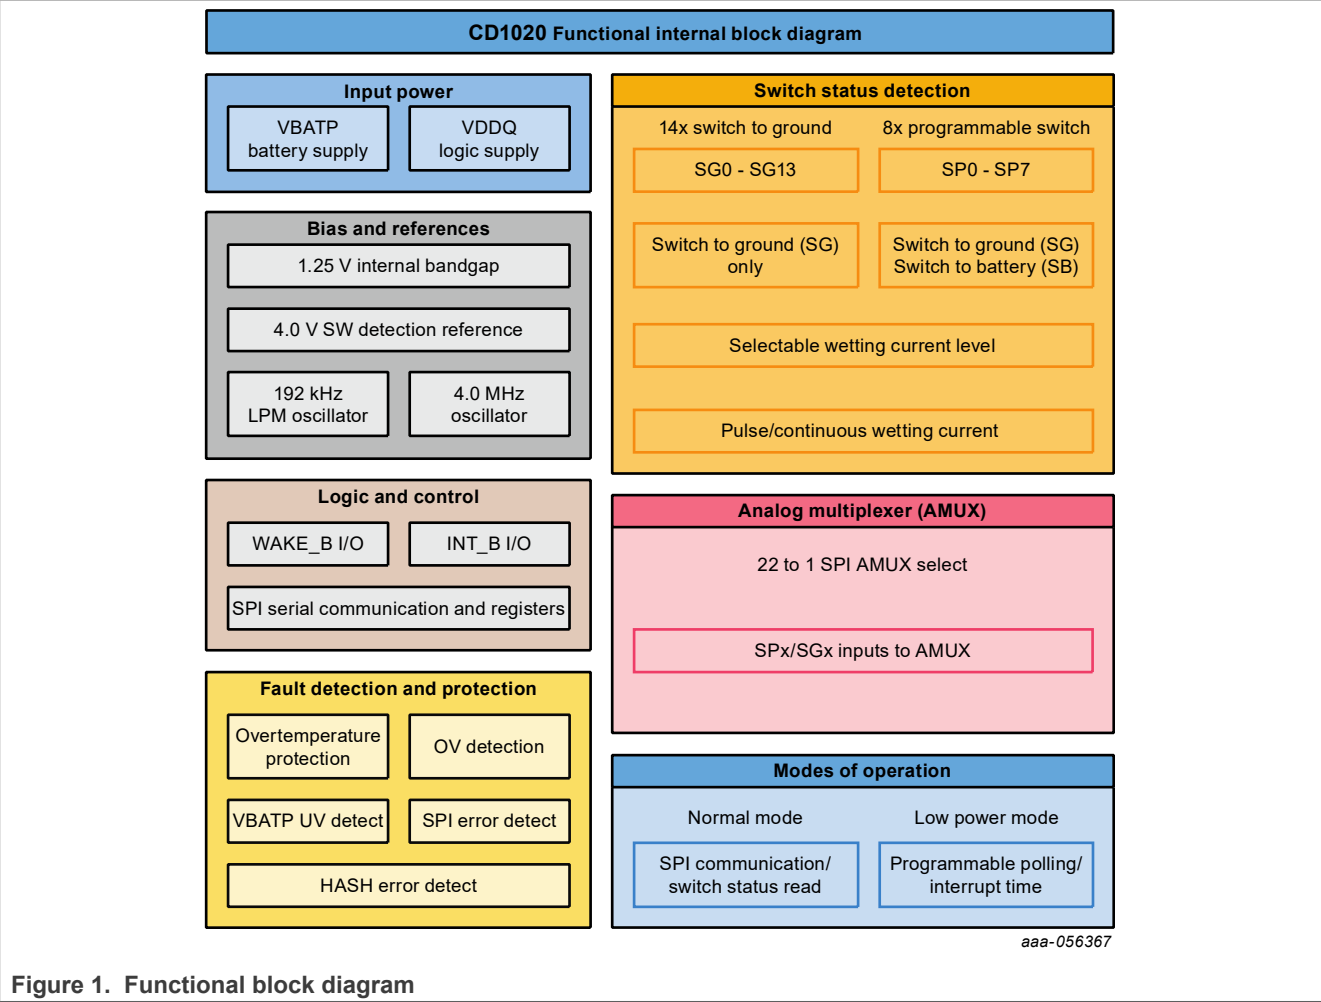 CD1020 Functional internal block diagram
Input power
VBATP
battery supply
VDDQ
logic supply
Bias and references
1.25 V internal bandgap
4.0 V SW detection reference
192 kHz
LPM oscillator
4.0 MHz
oscillator
Logic and control
WAKE_B I/O
INT_B I/O
SPI serial communication and registers
Fault detection and protection
Overtemperature
protection
OV detection
VBATP UV detect
SPI error detect
HASH error detect
Switch status detection
14x switch to ground
8x programmable switch
SG0 - SG13
SP0 - SP7
Switch to ground (SG)
only
Switch to ground (SG)
Switch to battery (SB)
Selectable wetting current level
Pulse/continuous wetting current
Analog multiplexer (AMUX)
22 to 1 SPI AMUX select
SPx/SGx inputs to AMUX
Modes of operation
Normal mode
Low power mode
SPI communication/
switch status read
Programmable polling/
interrupt time
aaa-056367
Figure 1. Functional block diagram